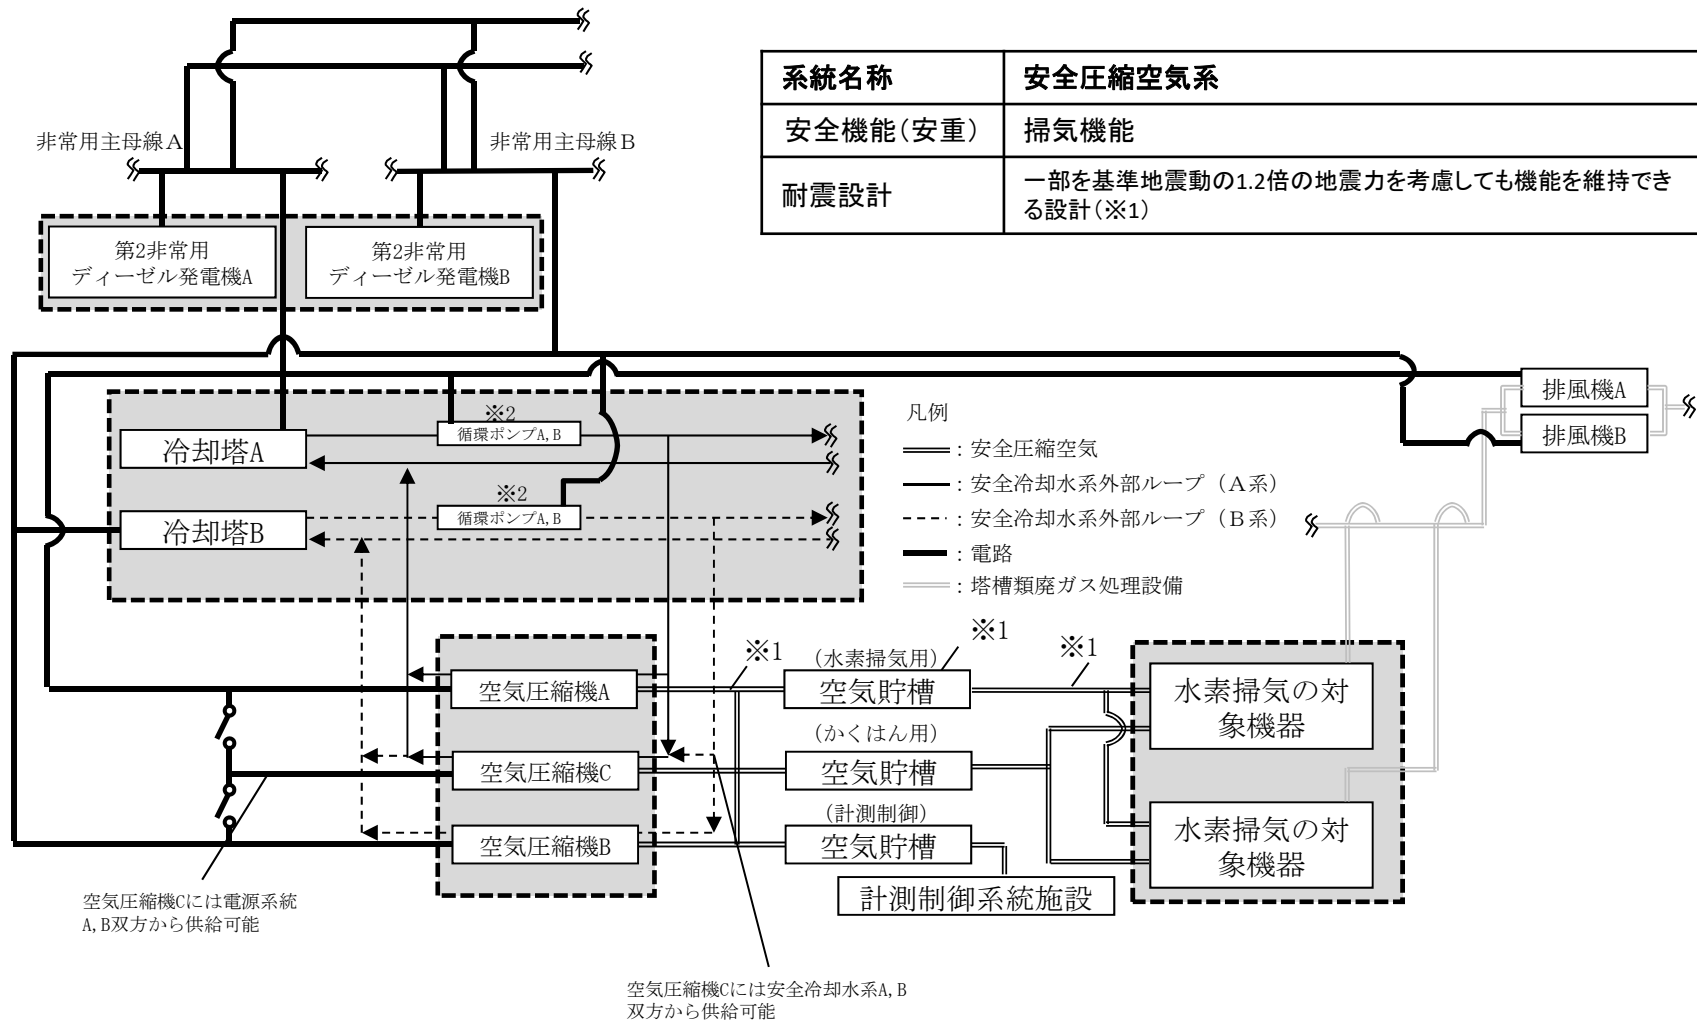 系統名称
安全圧縮空気系
安全機能(安重)
掃気機能
耐震設計
一部を基準地震動の1.2倍の地震力を考慮しても機能を維持でき
る設計(※1)
非常用主母線A
非常用主母線B
第2非常用
ディーゼル発電機A
第2非常用
ディーゼル発電機B
排風機A
排風機B
※2
循環ポンプA,B
冷却塔A
※2
循環ポンプA,B
冷却塔B
凡例
：安全圧縮空気
：安全冷却水系外部ループ（A系）
：安全冷却水系外部ループ（B系）
：電路
：塔槽類廃ガス処理設備
※1
※1
※1
(水素掃気用)
空気圧縮機A
空気貯槽
水素掃気の対
象機器
(かくはん用)
空気圧縮機C
空気貯槽
(計測制御)
空気圧縮機B
空気貯槽
水素掃気の対
象機器
計測制御系統施設
空気圧縮機Cには電源系統
A,B双方から供給可能
空気圧縮機Cには安全冷却水系A,B
双方から供給可能